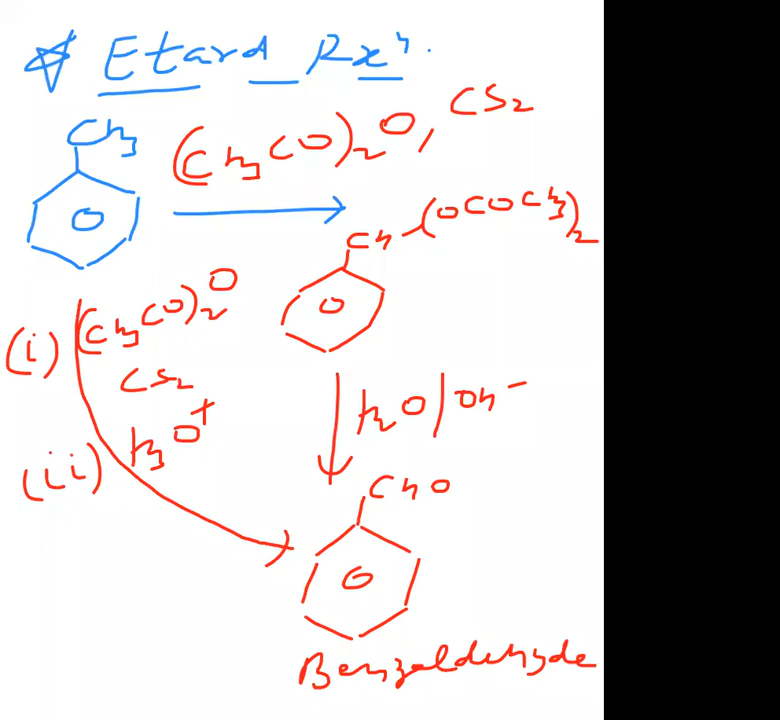 Etard Rxn.
CH3
(CH3CO)2O, CS2
CH-(OCOCH3)2
(i) (CH3CO)2O
CS2
(ii) H3O+
H2O/OH-
CHO
Benzaldehyde